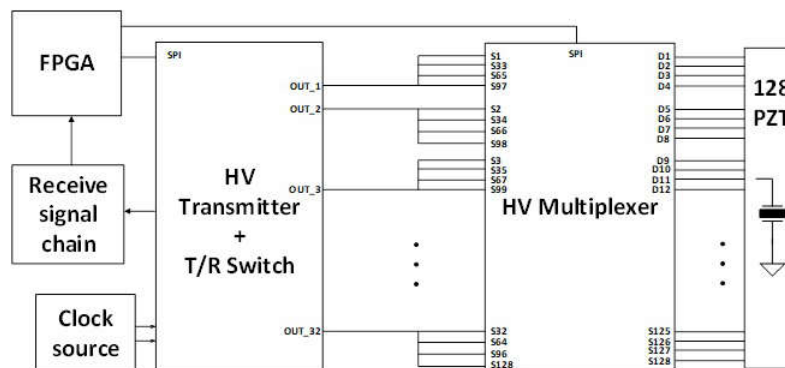 FPGA
SPI
OUT_1
OUT_2
OUT_3
OUT_32
HV
Transmitter
+
T/R Switch
Receive
signal
chain
Clock
source
SPI
S1
S33
S65
S97
S2
S34
S66
S98
S3
S35
S67
S99
S32
S64
S96
S128
HV Multiplexer
D1
D2
D3
D4
D5
D6
D7
D8
D9
D10
D11
D12
S125
S126
S127
S128
128
PZT